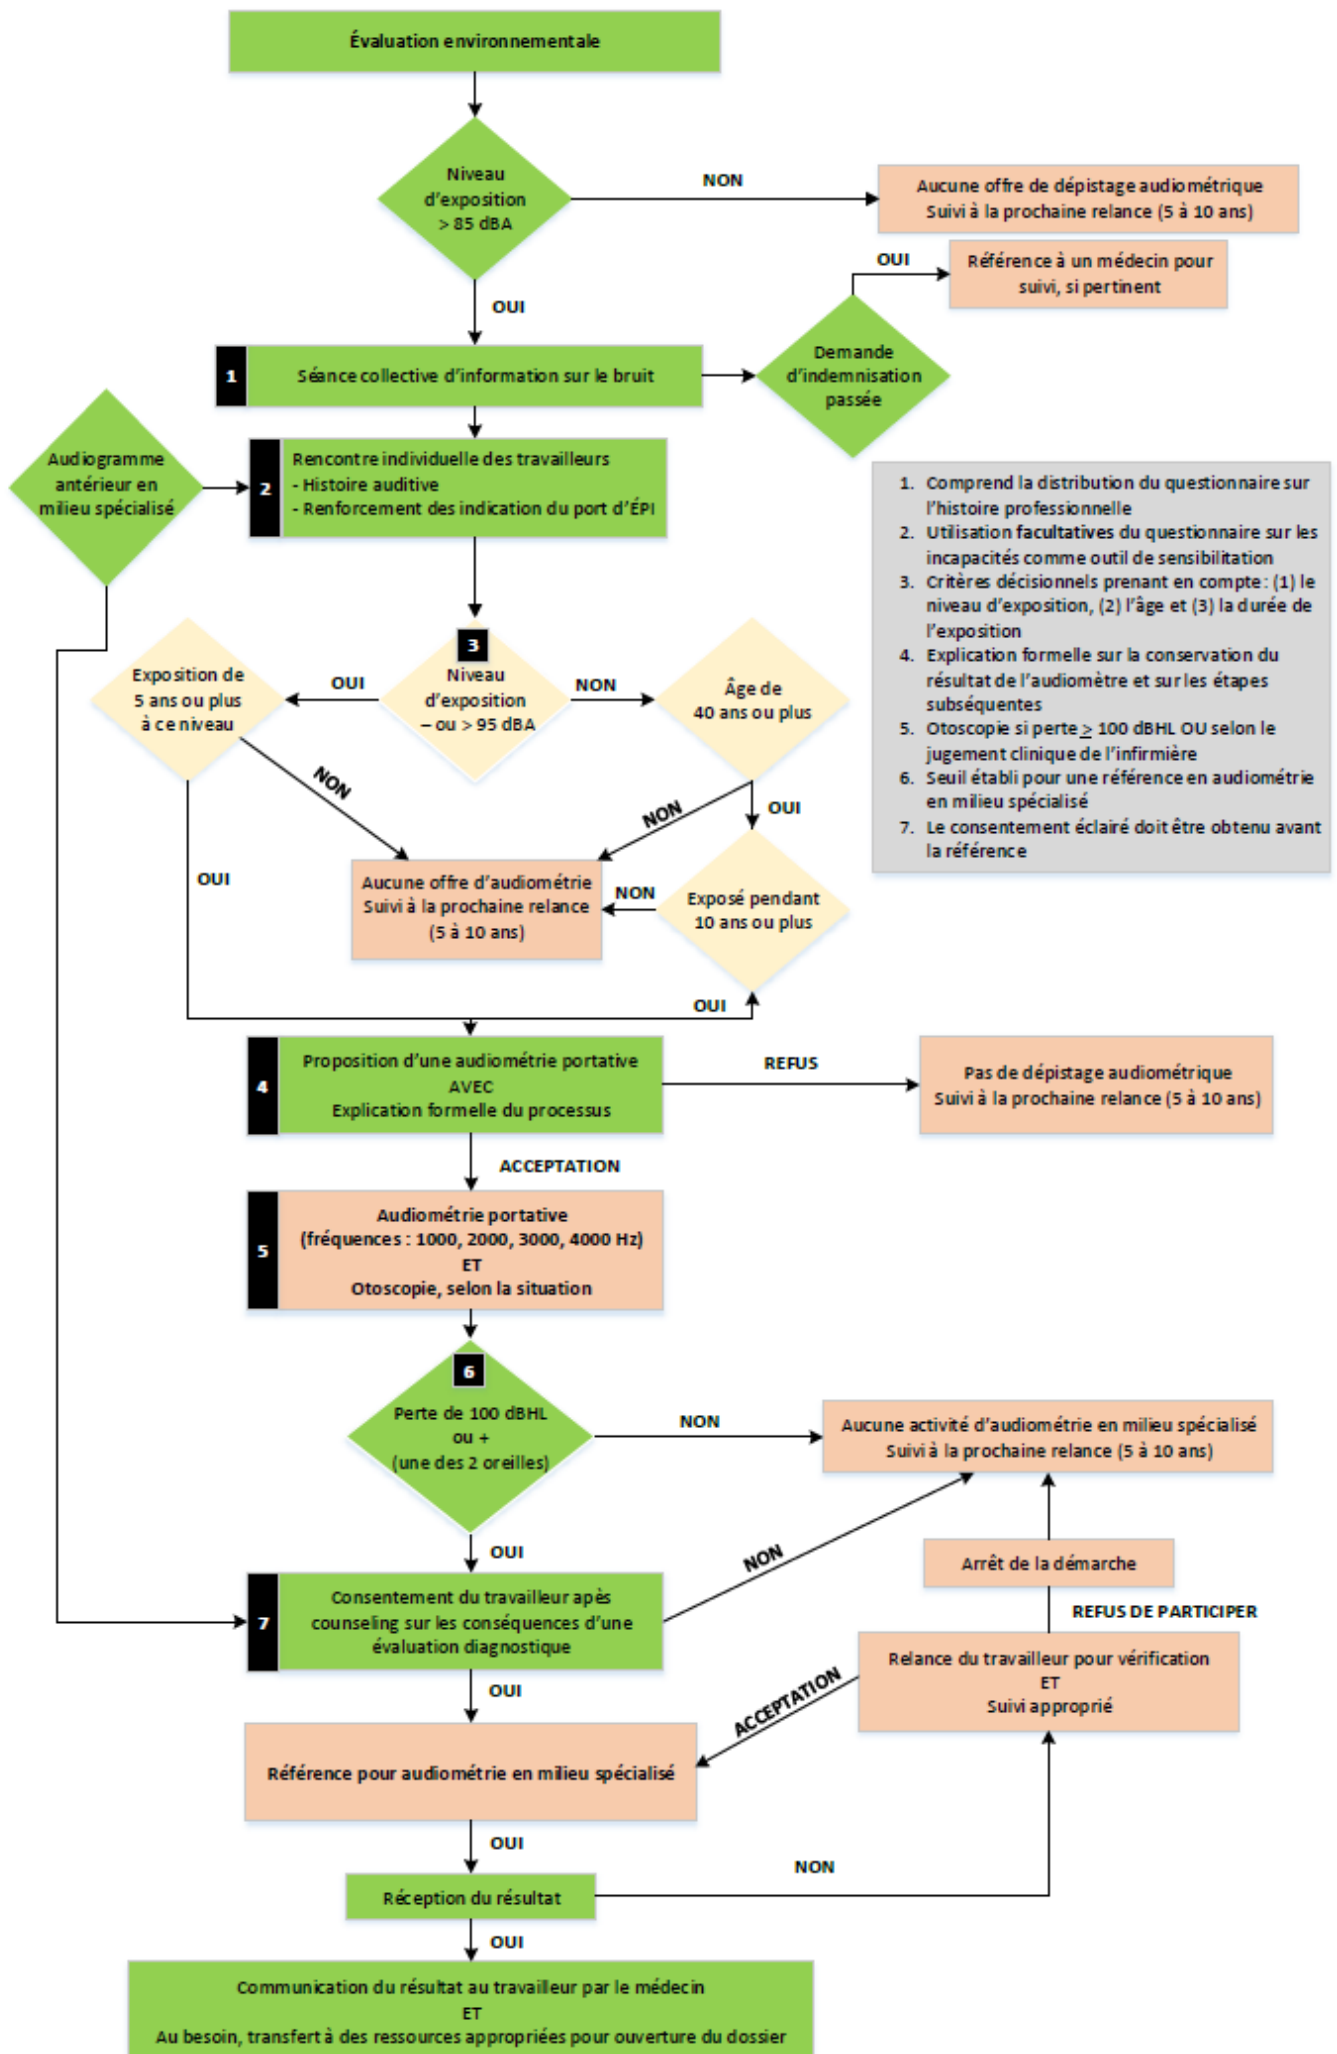 Évaluation environnementale
Niveau
d'exposition
> 85 dBA
NON
Aucune offre de dépistage audiométrique
Suivi à la prochaine relance (5 à 10 ans)
OUI
Référence à un médecin pour
suivi, si pertinent
OUI
1
Séance collective d'information sur le bruit
Demande
d'indemnisation
passée
Audiogramme
antérieur en
milieu spécialisé
2
Rencontre individuelle des travailleurs
- Histoire auditive
- Renforcement des indication du port d'ÉPI
1. Comprend la distribution du questionnaire sur
l'histoire professionnelle
2. Utilisation facultatives du questionnaire sur les
incapacités comme outil de sensibilitation
3. Critères décisionnels prenant en compte : (1) le
niveau d'exposition, (2) l'âge et (3) la durée de
l'exposition
4. Explication formelle sur la conservation du
résultat de l'audiomètre et sur les étapes
subséquentes
5. Otoscopie si perte ≥ 100 dBHL OU selon le
jugement clinique de l'infirmière
6. Seuil établi pour une référence en audiométrie
en milieu spécialisé
7. Le consentement éclairé doit être obtenu avant
la référence
3
Niveau
d'exposition
– ou > 95 dBA
OUI
Exposition de
5 ans ou plus
à ce niveau
NON
Âge de
40 ans ou plus
NON
NON
OUI
OUI
Aucune offre d'audiométrie
Suivi à la prochaine relance
(5 à 10 ans)
NON
Exposé pendant
10 ans ou plus
OUI
4
Proposition d'une audiométrie portative
AVEC
Explication formelle du processus
REFUS
Pas de dépistage audiométrique
Suivi à la prochaine relance (5 à 10 ans)
ACCEPTATION
5
Audiométrie portative
(fréquences : 1000, 2000, 3000, 4000 Hz)
ET
Otoscopie, selon la situation
6
Perte de 100 dBHL
ou +
(une des 2 oreilles)
NON
Aucune activité d'audiométrie en milieu spécialisé
Suivi à la prochaine relance (5 à 10 ans)
OUI
NON
Arrêt de la démarche
7
Consentement du travailleur apès
counseling sur les conséquences d'une
évaluation diagnostique
REFUS DE PARTICIPER
Relance du travailleur pour vérification
ET
Suivi approprié
OUI
ACCEPTATION
Référence pour audiométrie en milieu spécialisé
OUI
NON
Réception du résultat
OUI
Communication du résultat au travailleur par le médecin
ET
Au besoin, transfert à des ressources appropriées pour ouverture du dossier